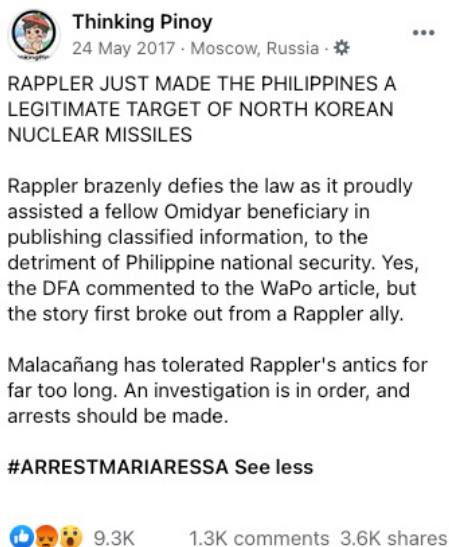 Thinking Pinoy
24 May 2017 · Moscow, Russia ·
RAPPLER JUST MADE THE PHILIPPINES A
LEGITIMATE TARGET OF NORTH KOREAN
NUCLEAR MISSILES
Rappler brazenly defies the law as it proudly
assisted a fellow Omidyar beneficiary in
publishing classified information, to the
detriment of Philippine national security. Yes,
the DFA commented to the WaPo article, but
the story first broke out from a Rappler ally.
Malacañang has tolerated Rappler's antics for
far too long. An investigation is in order, and
arrests should be made.
#ARRESTMARIARESSA See less
9.3K 1.3K comments 3.6K shares